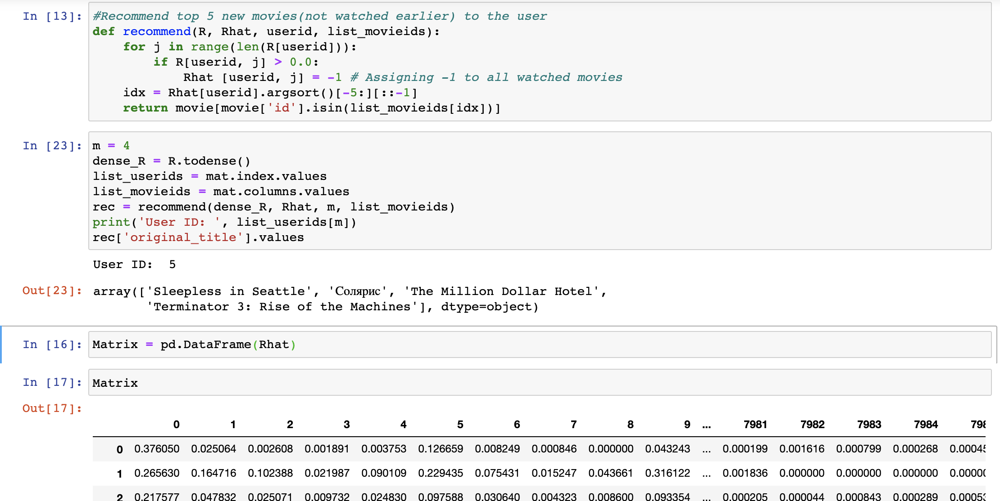 In [13]: #Recommend top 5 new movies(not watched earlier) to the user
def recommend(R, Rhat, userid, list_movieids):
    for j in range(len(R[userid])):
        if R[userid, j] > 0.0:
            Rhat [userid, j] = -1 # Assigning -1 to all watched movies
    idx = Rhat[userid].argsort()[-5:][::-1]
    return movie[movie['id'].isin(list_movieids[idx])]
In [23]: m = 4
dense_R = R.todense()
list_userids = mat.index.values
list_movieids = mat.columns.values
rec = recommend(dense_R, Rhat, m, list_movieids)
print('User ID: ', list_userids[m])
rec['original_title'].values
User ID:  5
Out[23]: array(['Sleepless in Seattle', 'Солярис', 'The Million Dollar Hotel',
       'Terminator 3: Rise of the Machines'], dtype=object)
In [16]: Matrix = pd.DataFrame(Rhat)
In [17]: Matrix
Out[17]:
0 1 2 3 4 5 6 7 8 9 ... 7981 7982 7983 7984
0 0.376050 0.025064 0.002608 0.001891 0.003753 0.126659 0.008249 0.000846 0.000000 0.043243 ... 0.000199 0.001616 0.000799 0.000268
1 0.265630 0.164716 0.102388 0.021987 0.090109 0.229435 0.075431 0.015247 0.043661 0.316122 ... 0.001836 0.000000 0.000000 0.000000
2 0.217577 0.047832 0.025071 0.009732 0.024830 0.097588 0.030640 0.004323 0.008600 0.093354 ... 0.000205 0.000044 0.000843 0.000289